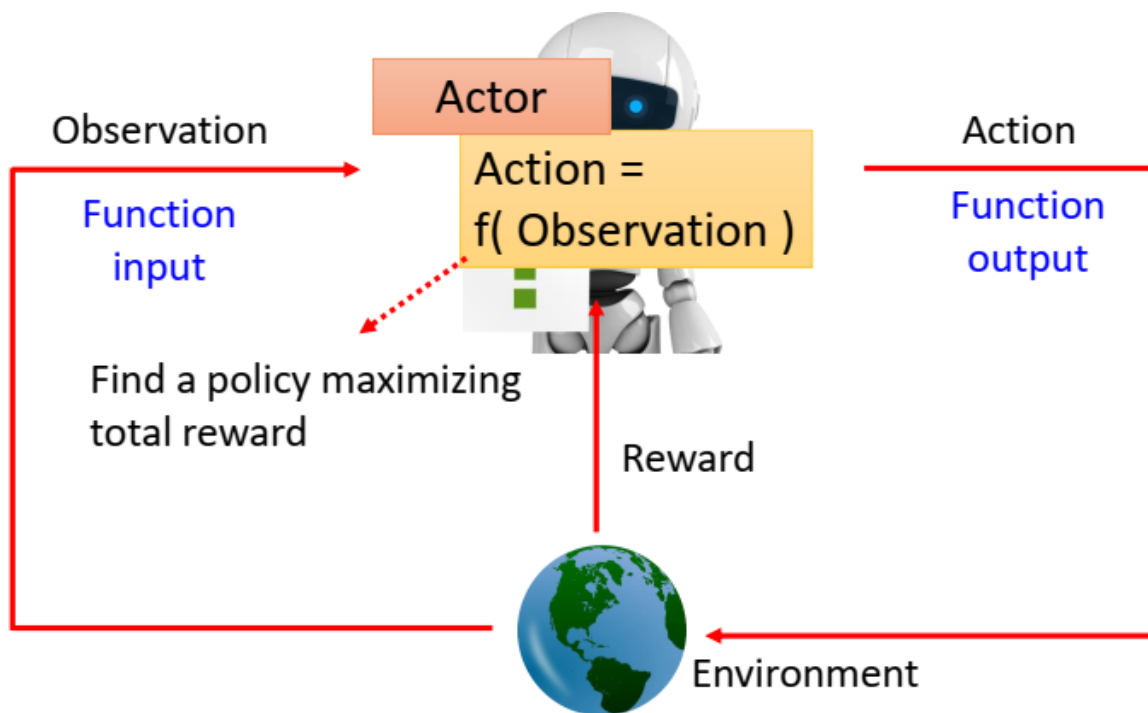 Actor
Observation
Action
Action =
f( Observation )
Function
input
Function
output
Find a policy maximizing
total reward
Reward
Environment